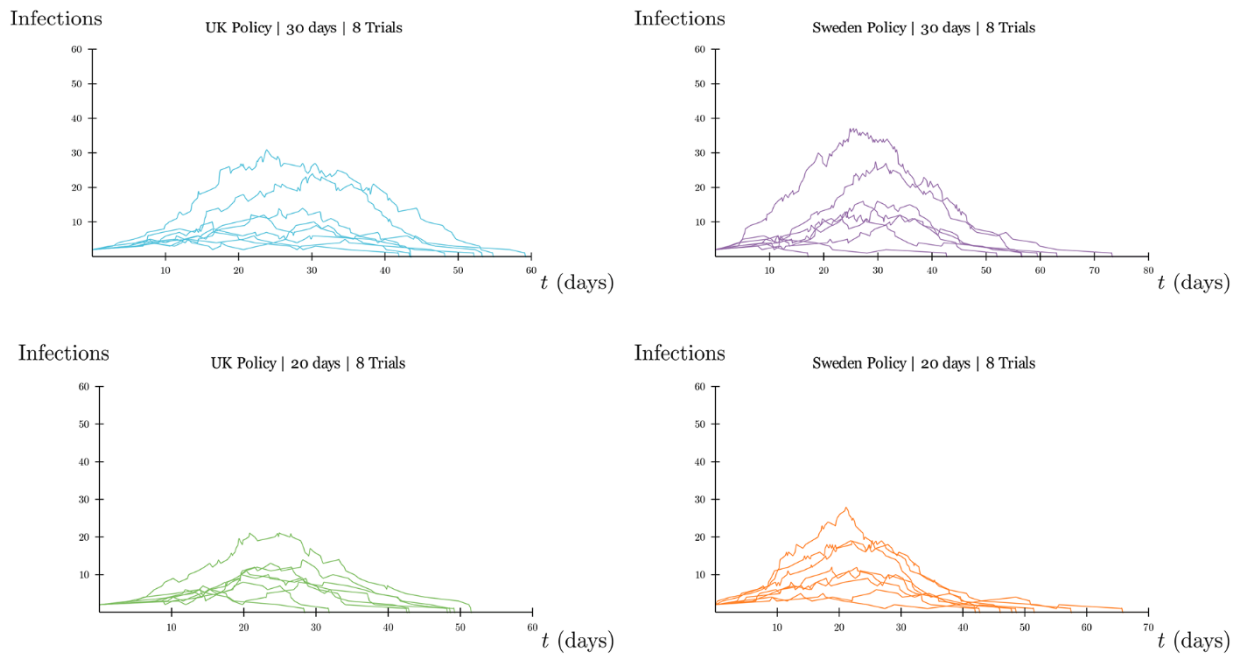 Infections
UK Policy | 30 days | 8 Trials
60
50
40
30
20
10
10 20 30 40 50 60
t (days)
Infections
Sweden Policy | 30 days | 8 Trials
60
50
40
30
20
10
10 20 30 40 50 60 70 80
t (days)
Infections
UK Policy | 20 days | 8 Trials
60
50
40
30
20
10
10 20 30 40 50 60
t (days)
Infections
Sweden Policy | 20 days | 8 Trials
60
50
40
30
20
10
10 20 30 40 50 60 70
t (days)